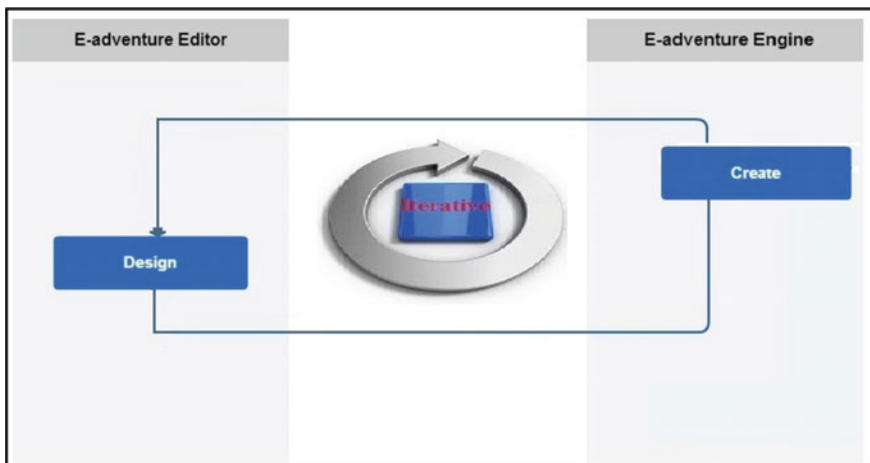 E-adventure Editor
E-adventure Engine
Create
Iterative
Design